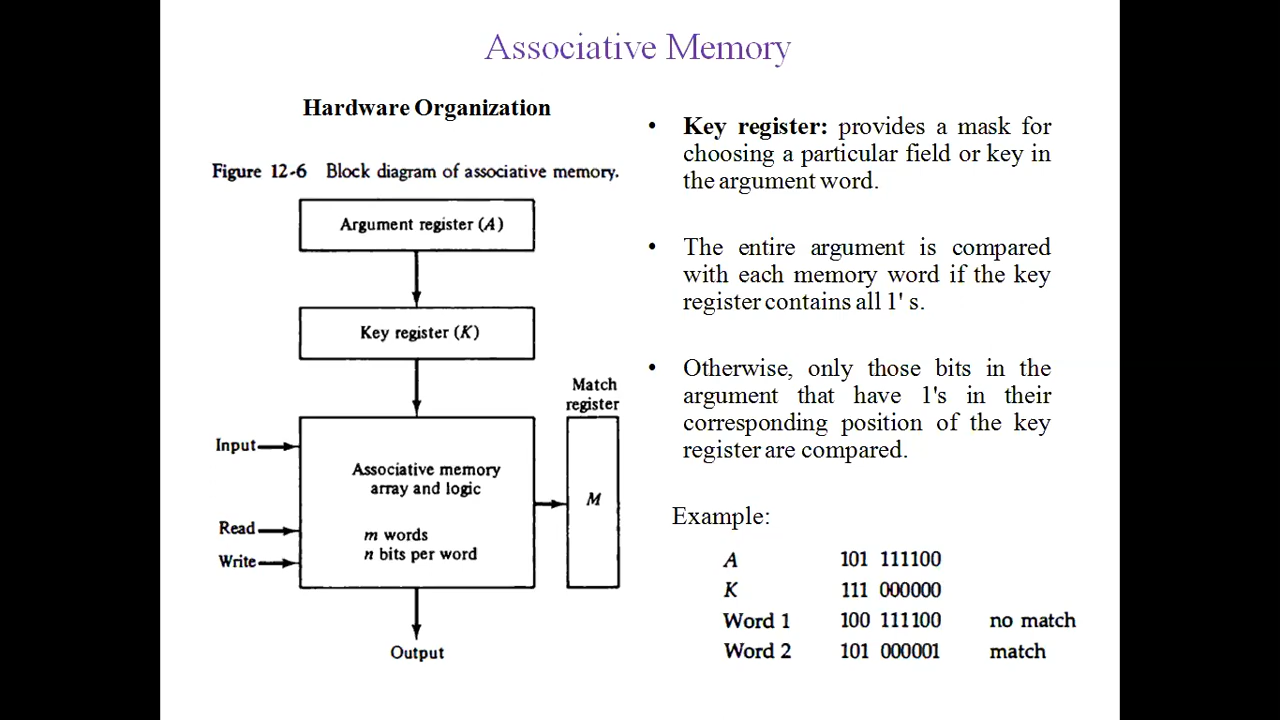 Associative Memory
Hardware Organization
Figure 12-6 Block diagram of associative memory.
Argument register (A)
Key register (K)
Match
register
Input
Associative memory
array and logic
M
Read
m words
Write
n bits per word
Output
• Key register: provides a mask for
choosing a particular field or key in
the argument word.
• The entire argument is compared
with each memory word if the key
register contains all 1' s.
• Otherwise, only those bits in the
argument that have 1's in their
corresponding position of the key
register are compared.
Example:
A 101 111100
K 111 000000
Word 1 100 111100 no match
Word 2 101 000001 match